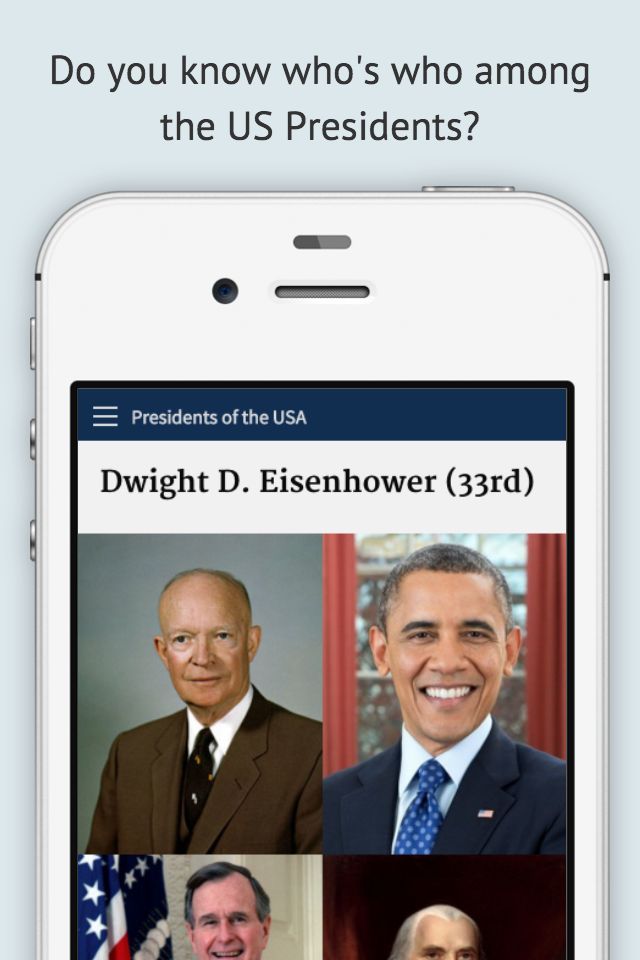 Do you know who's who among
the US Presidents?
Presidents of the USA
Dwight D. Eisenhower (33rd)